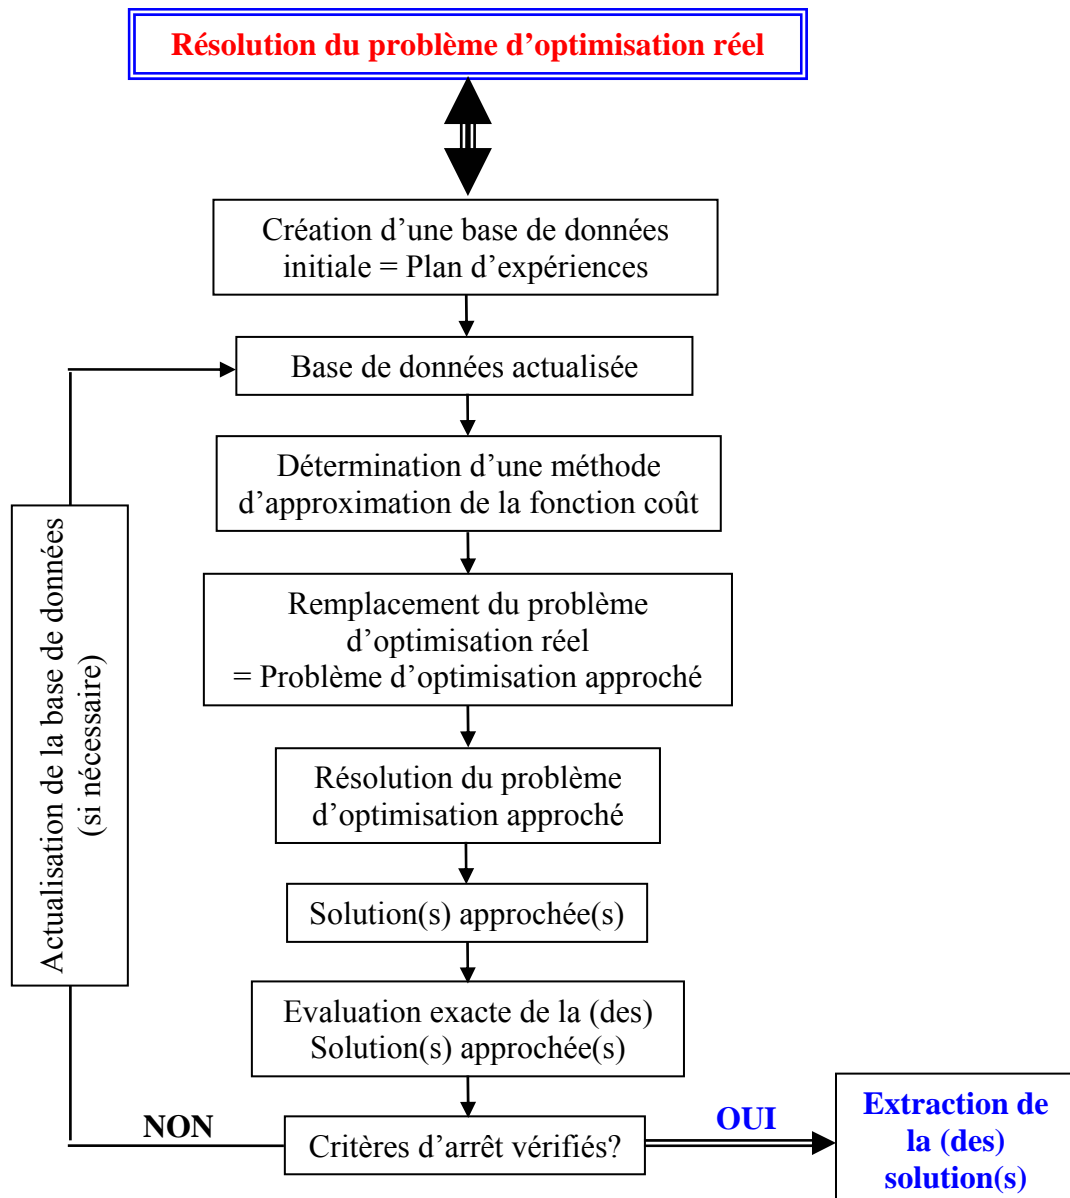 Résolution du problème d’optimisation réel
Création d’une base de données
initiale = Plan d’expériences
Base de données actualisée
Détermination d’une méthode
d’approximation de la fonction coût
Remplacement du problème
d’optimisation réel
= Problème d’optimisation approché
Résolution du problème
d’optimisation approché
Solution(s) approchée(s)
Evaluation exacte de la (des)
Solution(s) approchée(s)
Critères d’arrêt vérifiés?
NON
Actualisation de la base de données
(si nécessaire)
OUI
Extraction de
la (des)
solution(s)